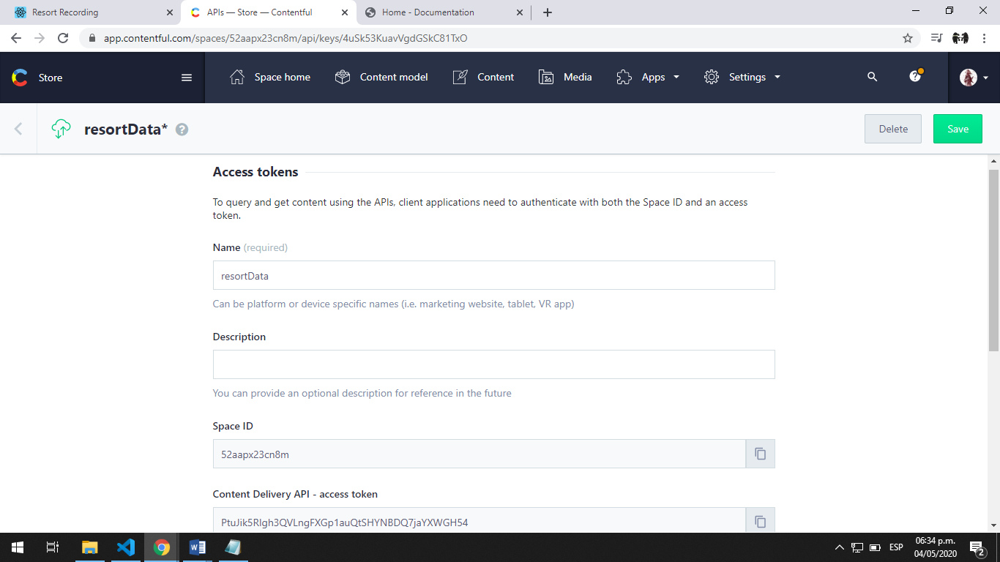 Resort Recording
APIs — Store — Contentful
Home - Documentation
app.contentful.com/spaces/52aapx23cn8m/api/keys/4uSk53KuavVgdGSkC81TxO
Store
Space home
Content model
Content
Media
Apps
Settings
resortData*
Delete
Save
Access tokens
To query and get content using the APIs, client applications need to authenticate with both the Space ID and an access
token.
Name (required)
resortData
Can be platform or device specific names (i.e. marketing website, tablet, VR app)
Description
You can provide an optional description for reference in the future
Space ID
52aapx23cn8m
Content Delivery API - access token
PtuJik5RIgh3QVLngFXGp1auQtSHYNBDQ7jaYXWGH54
ESP
06:34 p.m.
04/05/2020
2